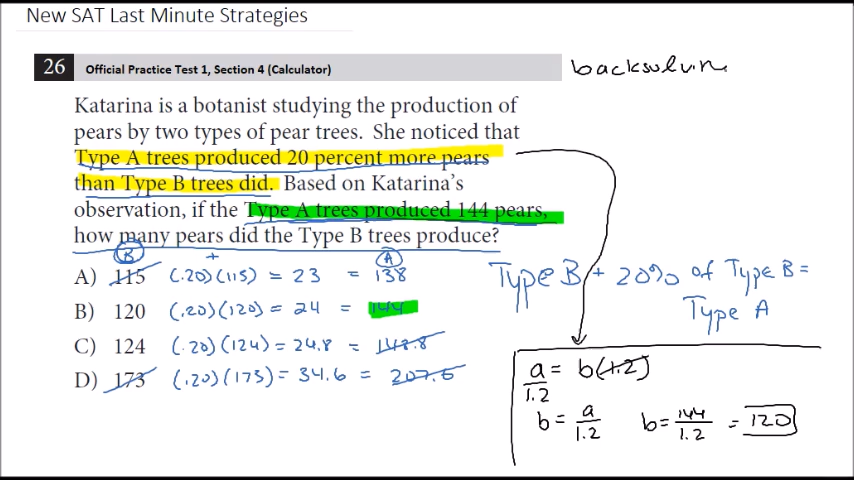 New SAT Last Minute Strategies
26 Official Practice Test 1, Section 4 (Calculator)
backsolving
Katarina is a botanist studying the production of
pears by two types of pear trees. She noticed that
Type A trees produced 20 percent more pears
than Type B trees did. Based on Katarina's
observation, if the Type A trees produced 144 pears,
how many pears did the Type B trees produce?
B + A
A) 115 (.20)(115) = 23 = 138
B) 120 (.20)(120) = 24 = 144
C) 124 (.20)(124) = 24.8 = 148.8
D) 173 (.20)(173) = 34.6 = 207.6
Type B + 20% of Type B =
Type A
a = b(1.2)
1.2
b = a/1.2 b = 144/1.2 = 120